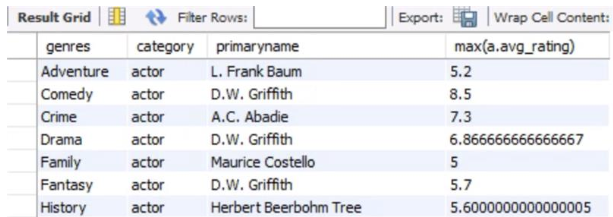 Result Grid Filter Rows: Export: Wrap Cell Content:
genres category primaryname max(a.avg_rating)
Adventure actor L. Frank Baum 5.2
Comedy actor D.W. Griffith 8.5
Crime actor A.C. Abadie 7.3
Drama actor D.W. Griffith 6.866666666666667
Family actor Maurice Costello 5
Fantasy actor D.W. Griffith 5.7
History actor Herbert Beerbohm Tree 5.6000000000000005